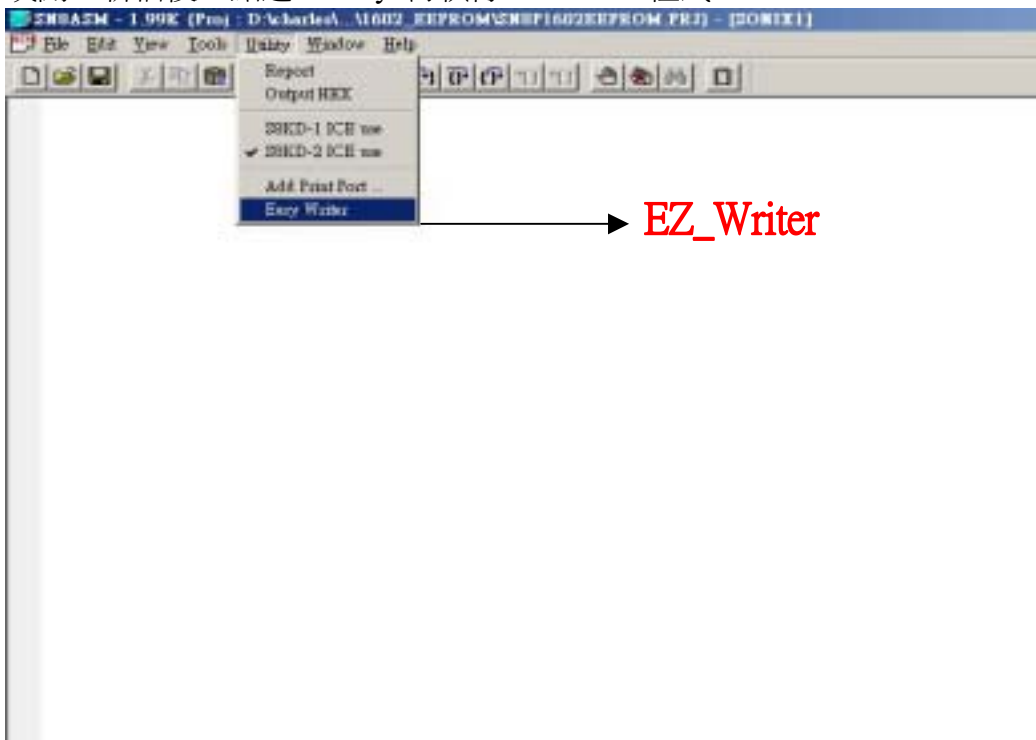 SN8ASM - 1.99K (Proj : D:\charles\...\1602_EEPROM\SN8P1602EEPROM.PRJ) - [SONIX1]
File Edit View Tools Utility Window Help
Report
Output HEX
S8KD-1 ICE use
S8KD-2 ICE use
Add Print Port ...
Easy Writer
EZ_Writer